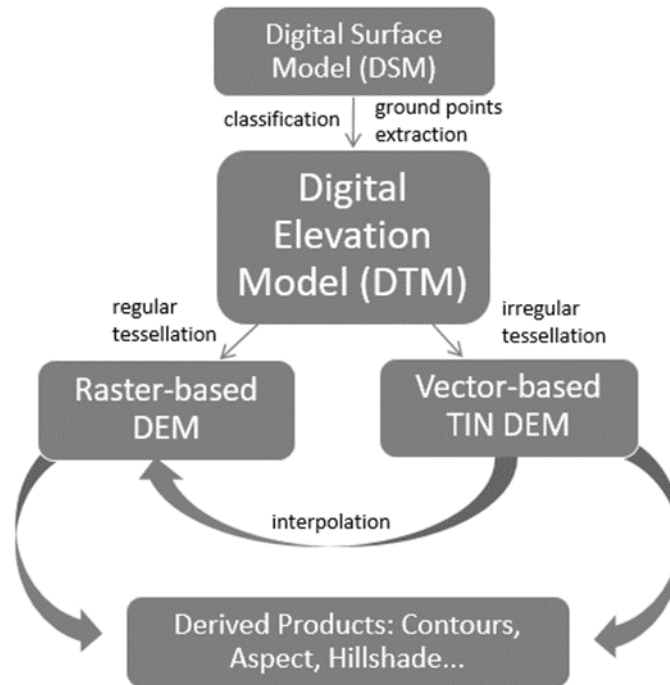 Digital Surface
Model (DSM)
classification
ground points
extraction
Digital
Elevation
Model (DTM)
regular
tessellation
irregular
tessellation
Raster-based
DEM
Vector-based
TIN DEM
interpolation
Derived Products: Contours,
Aspect, Hillshade...